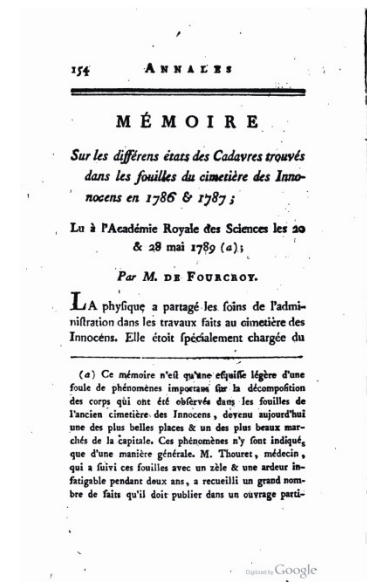 154 ANNALES
MÉMOIRE
Sur les différens états des Cadavres trouvés
dans les fouilles du cimetière des Inno-
nocens en 1786 & 1787 ;
Lu à l'Académie Royale des Sciences les 20
& 28 mai 1789 (a) ;
Par M. DE FOURCROY.
LA phyſique a partagé les ſoins de l'admi-
niſtration dans les travaux faits au cimetière des
Innocens. Elle étoit ſpécialement chargée du
(a) Ce mémoire n'eſt qu'une eſquiſſe légère d'une
foule de phénomènes importans ſur la décompoſition
des corps qui ont été obſervés dans les fouilles de
l'ancien cimetière des Innocens, devenu aujourd'hui
une des plus belles places & un des plus beaux mar-
chés de la capitale. Ces phénomènes n'y ſont indiqués,
que d'une manière générale. M. Thouret, médecin,
qui a ſuivi ces fouilles avec un zèle & une ardeur in-
fatigable pendant deux ans, a recueilli un grand nom-
bre de faits qu'il doit publier dans un ouvrage parti-
Digitized by Google